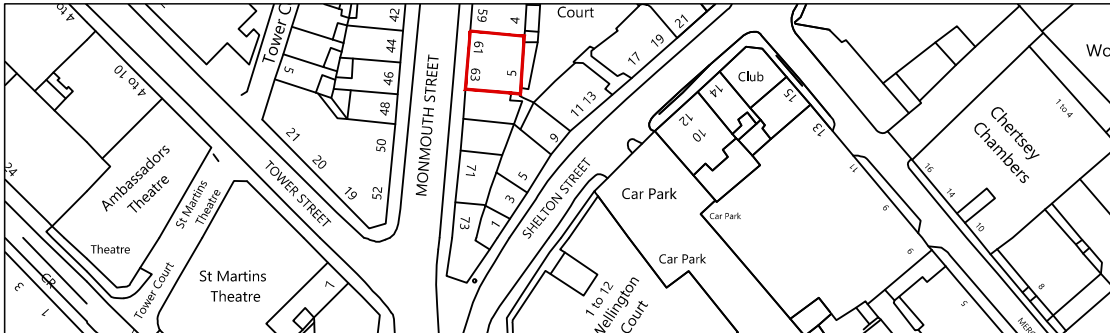 4 to
42
59
4
Court
21
Tower C
44
61
19
Wo
17
4 to 10
5
46
63
5
Club
14
15
1 to 4
48
11 13
12
MONMOUTH STREET
21
50
9
10
13
Chertsey
Chambers
24
Ambassadors
Theatre
20
71
5
11
16
St Martins
Theatre
TOWER STREET
19
52
3
SHELTON STREET
Car Park
Car Park
9
14
73
1
10
Theatre
CR
Tower Court
St Martins
Theatre
Car Park
6
3
1
1
1 to 12
Wellington
Court
8
5
MERC